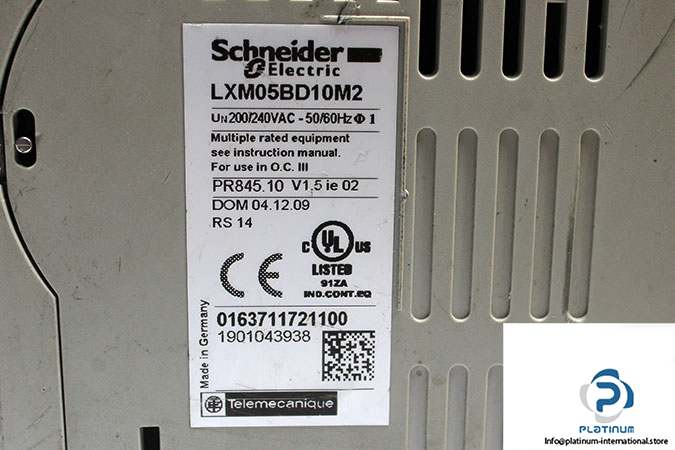 Schneider
Electric
LXM05BD10M2
UN 200/240VAC - 50/60Hz Φ 1
Multiple rated equipment
see instruction manual.
For use in O.C. III
PR845.10 V1.5 ie 02
DOM 04.12.09
RS 14
C UL US
LISTED
91ZA
IND.CONT.EQ
CE
Made in Germany
0163711721100
1901043938
Telemecanique
PLATINUM
Info@platinum-international.store